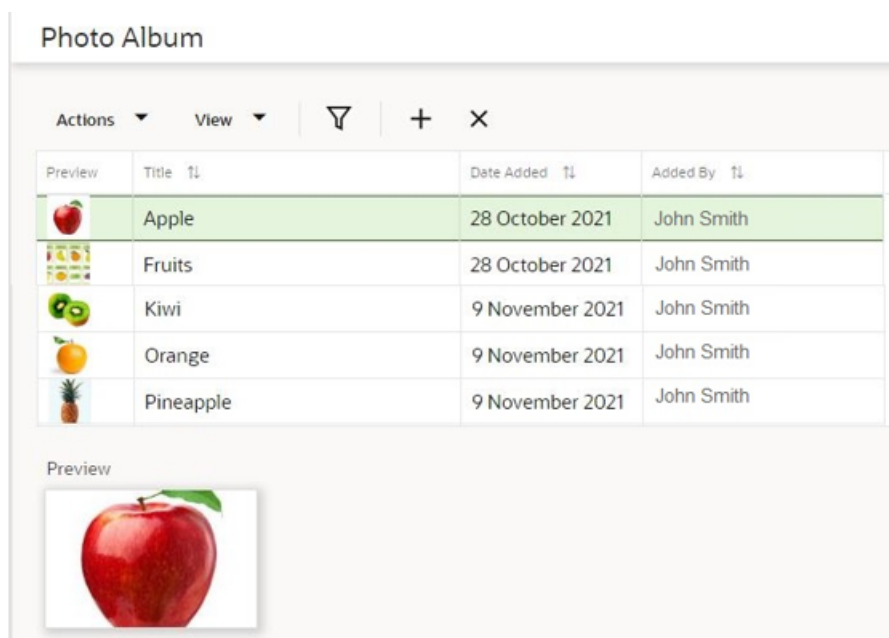 Photo Album
Actions View
Preview Title Date Added Added By
Apple 28 October 2021 John Smith
Fruits 28 October 2021 John Smith
Kiwi 9 November 2021 John Smith
Orange 9 November 2021 John Smith
Pineapple 9 November 2021 John Smith
Preview